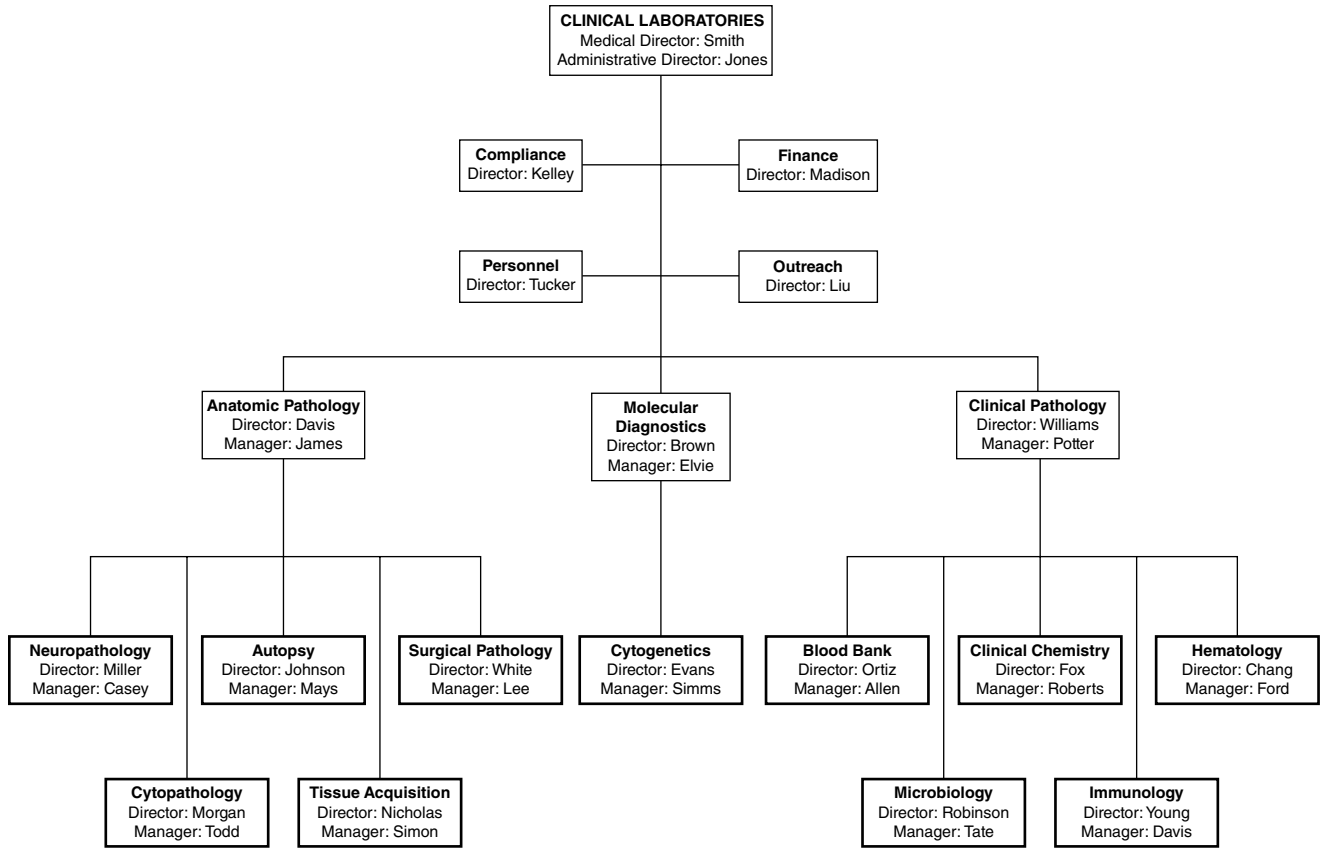 CLINICAL LABORATORIES
Medical Director: Smith
Administrative Director: Jones
Compliance
Director: Kelley
Finance
Director: Madison
Personnel
Director: Tucker
Outreach
Director: Liu
Anatomic Pathology
Director: Davis
Manager: James
Molecular
Diagnostics
Director: Brown
Manager: Elvie
Clinical Pathology
Director: Williams
Manager: Potter
Neuropathology
Director: Miller
Manager: Casey
Autopsy
Director: Johnson
Manager: Mays
Surgical Pathology
Director: White
Manager: Lee
Cytogenetics
Director: Evans
Manager: Simms
Blood Bank
Director: Ortiz
Manager: Allen
Clinical Chemistry
Director: Fox
Manager: Roberts
Hematology
Director: Chang
Manager: Ford
Cytopathology
Director: Morgan
Manager: Todd
Tissue Acquisition
Director: Nicholas
Manager: Simon
Microbiology
Director: Robinson
Manager: Tate
Immunology
Director: Young
Manager: Davis